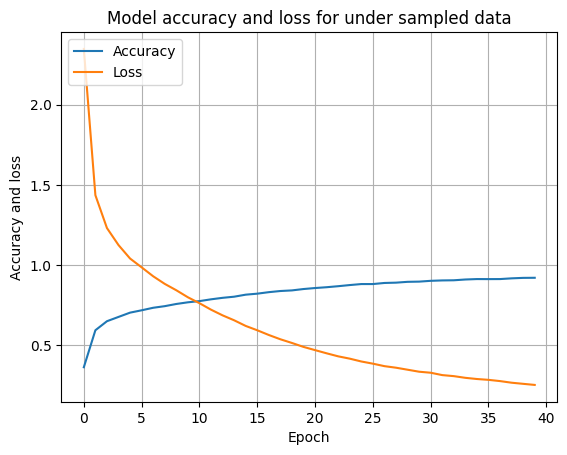 Model accuracy and loss for under sampled data
Accuracy
Loss
2.0
1.5
1.0
0.5
Accuracy and loss
0 5 10 15 20 25 30 35 40
Epoch